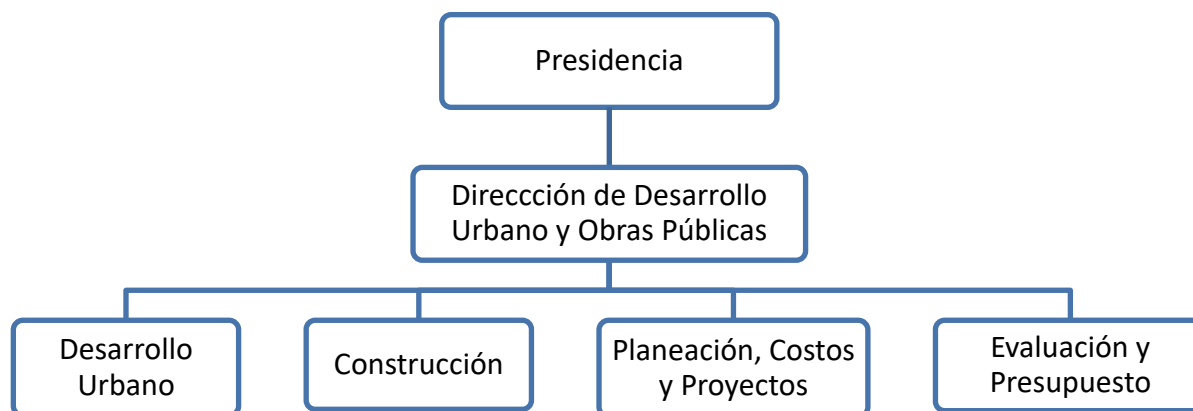 Presidencia
Direccción de Desarrollo
Urbano y Obras Públicas
Desarrollo
Urbano
Construcción
Planeación, Costos
y Proyectos
Evaluación y
Presupuesto